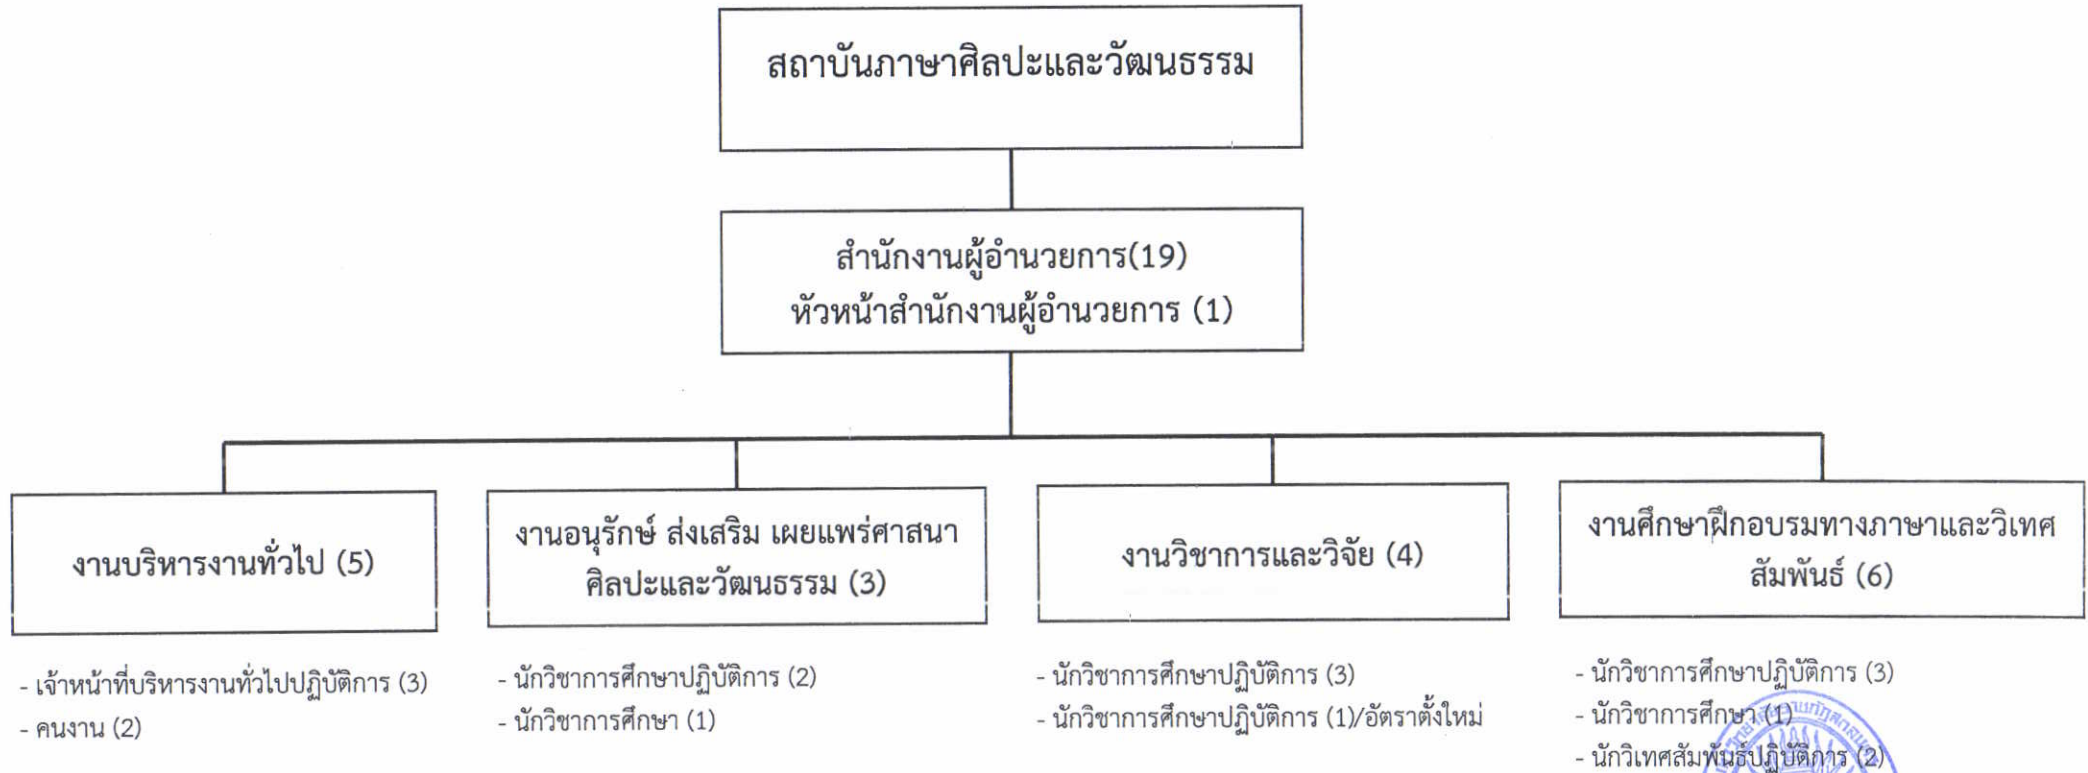 สถาบันภาษาศิลปะและวัฒนธรรม
สำนักงานผู้อำนวยการ(19)
หัวหน้าสำนักงานผู้อำนวยการ (1)
งานบริหารงานทั่วไป (5)
- เจ้าหน้าที่บริหารงานทั่วไปปฏิบัติการ (3)
- คนงาน (2)
งานอนุรักษ์ ส่งเสริม เผยแพร่ศาสนา
ศิลปะและวัฒนธรรม (3)
- นักวิชาการศึกษาปฏิบัติการ (2)
- นักวิชาการศึกษา (1)
งานวิชาการและวิจัย (4)
- นักวิชาการศึกษาปฏิบัติการ (3)
- นักวิชาการศึกษาปฏิบัติการ (1)/อัตราตั้งใหม่
งานศึกษาฝึกอบรมทางภาษาและวิเทศ
สัมพันธ์ (6)
- นักวิชาการศึกษาปฏิบัติการ (3)
- นักวิชาการศึกษา (1)
- นักวิเทศสัมพันธ์ปฏิบัติการ (2)